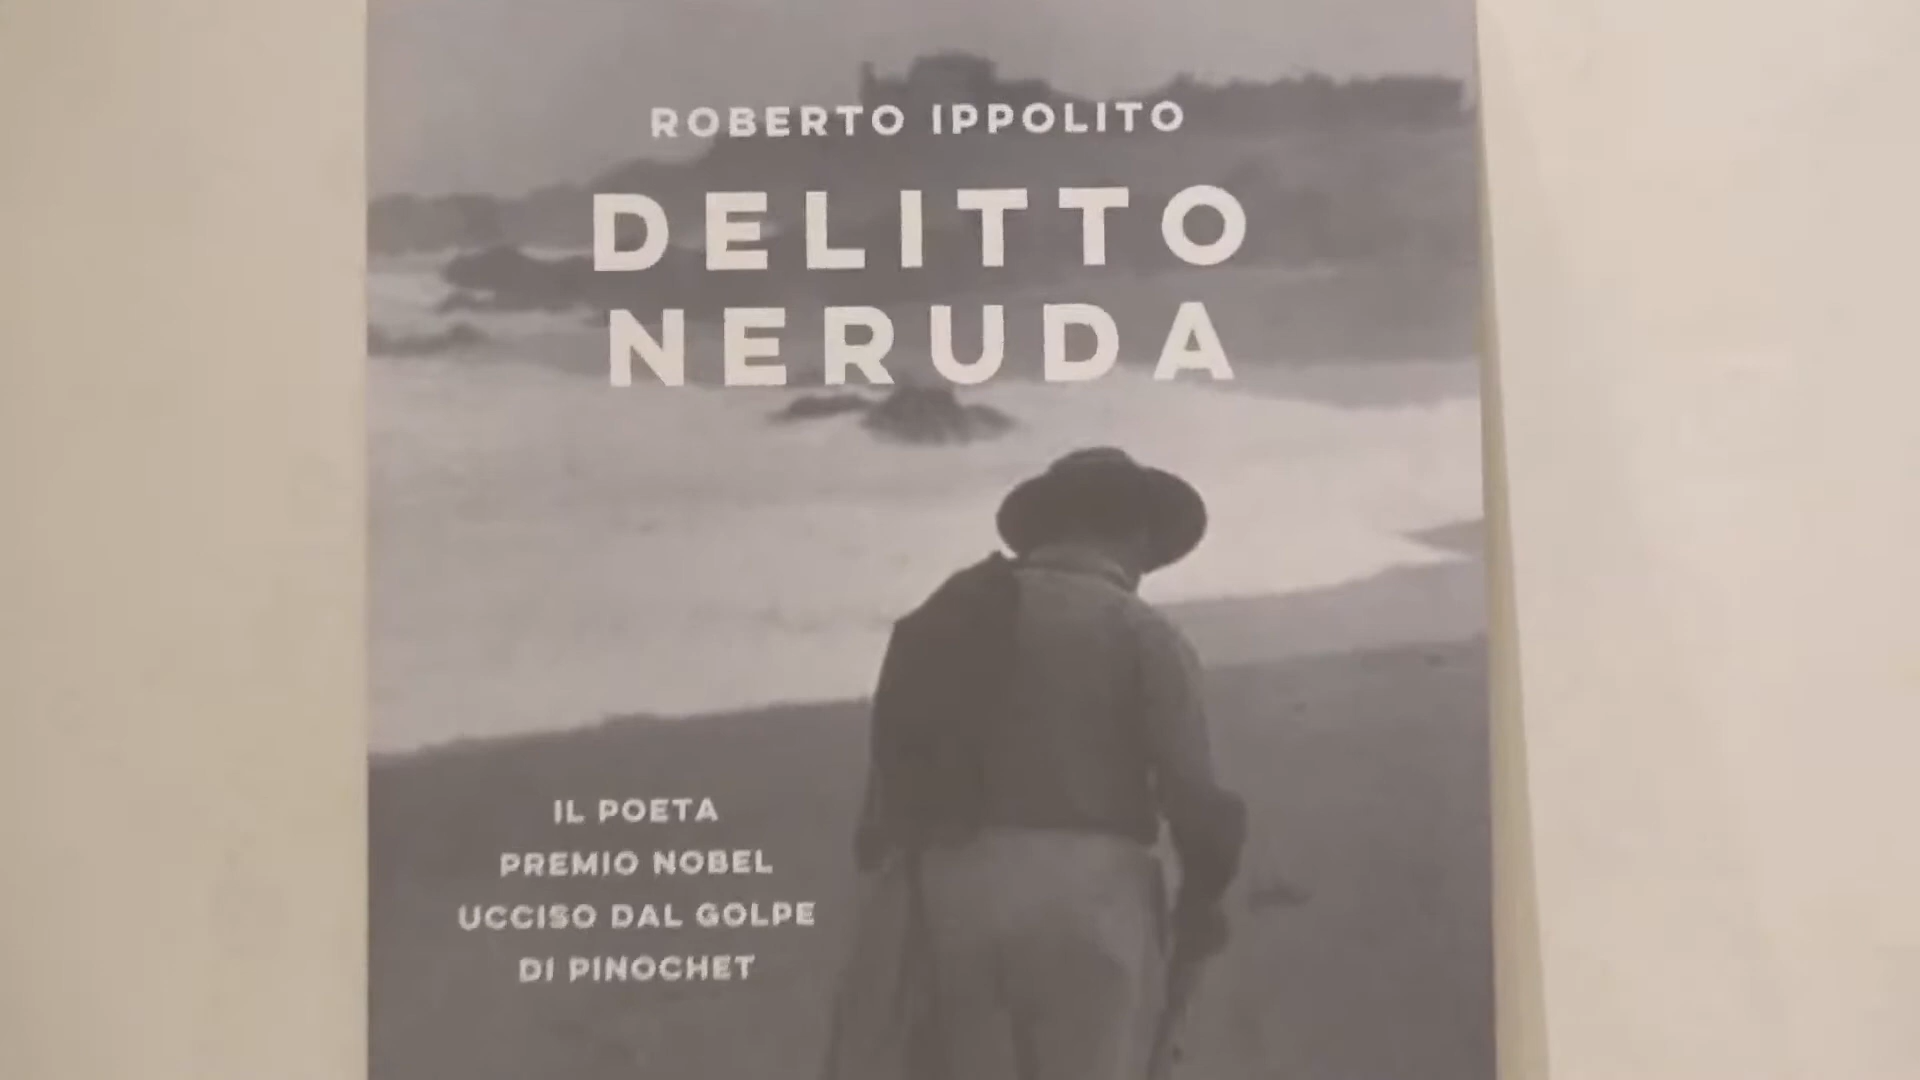 ROBERTO IPPOLITO
DELITTO
NERUDA
IL POETA
PREMIO NOBEL
UCCISO DAL GOLPE
DI PINOCHET